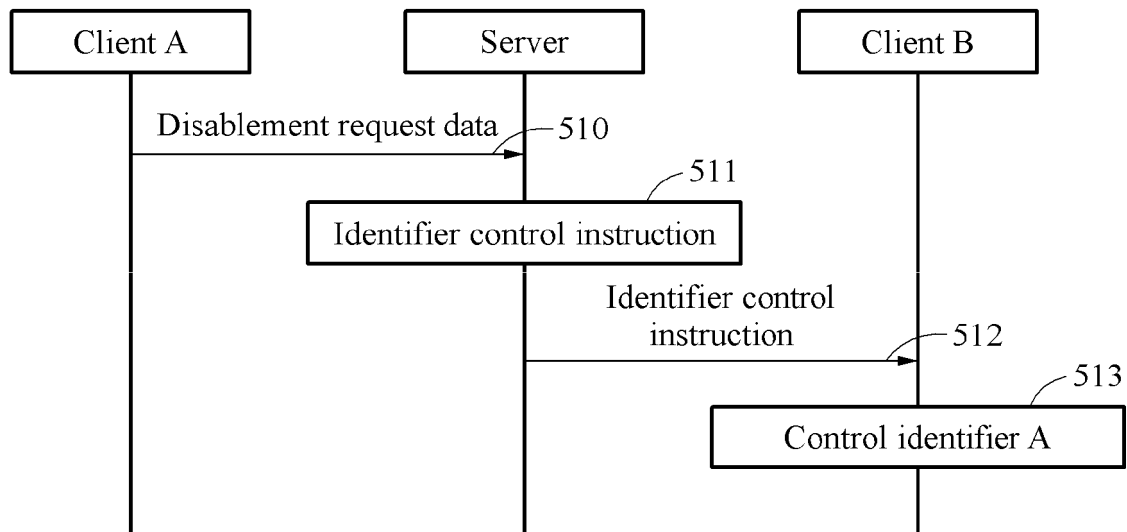 Client A
Server
Client B
Disablement request data
510
511
Identifier control instruction
Identifier control
instruction
512
513
Control identifier A